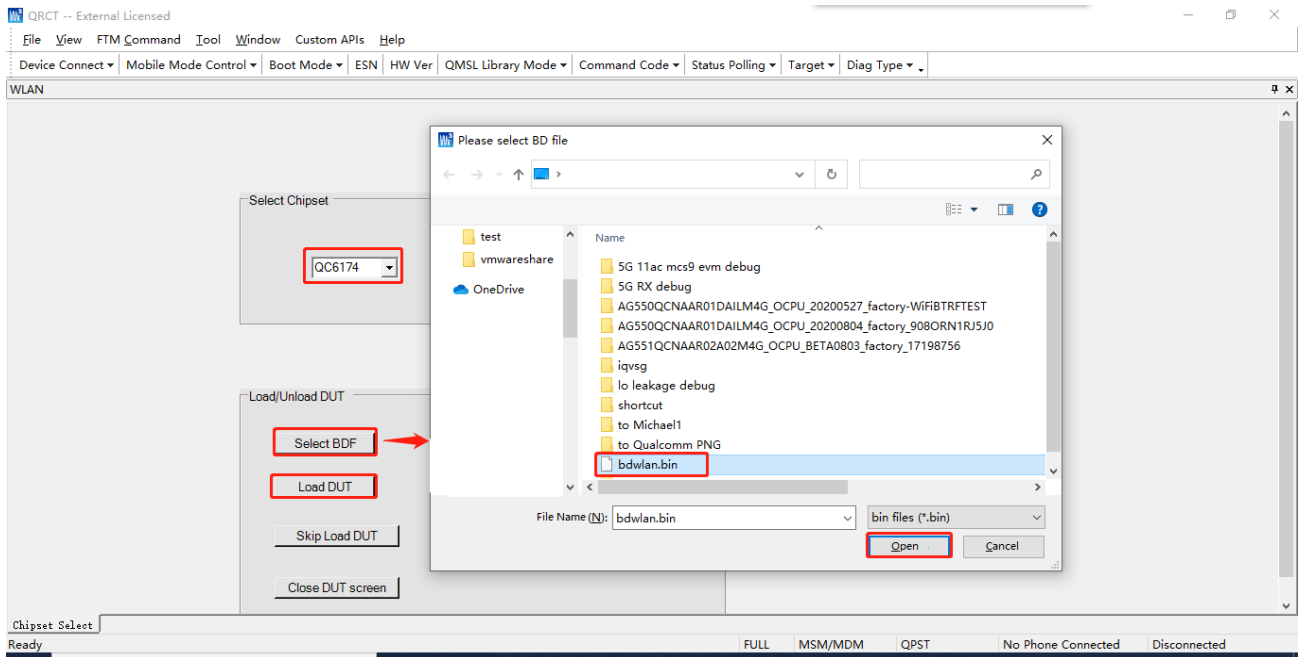 QRCT -- External Licensed
File View FTM Command Tool Window Custom APIs Help
Device Connect Mobile Mode Control Boot Mode ESN HW Ver QMSL Library Mode Command Code Status Polling Target Diag Type
WLAN
Please select BD file
Select Chipset
QC6174
test
vmwareshare
OneDrive
Name
5G 11ac mcs9 evm debug
5G RX debug
AG550QCNAAR01DAILM4G_OCPU_20200527_factory-WiFiBTRFTEST
AG550QCNAAR01DAILM4G_OCPU_20200804_factory_908ORN1RJ5J0
AG551QCNAAR02A02M4G_OCPU_BETA0803_factory_17198756
iqvsg
lo leakage debug
shortcut
to Michael1
to Qualcomm PNG
bdwlan.bin
File Name (N): bdwlan.bin bin files (*.bin)
Open Cancel
Load/Unload DUT
Select BDF
Load DUT
Skip Load DUT
Close DUT screen
Chipset Select
Ready FULL MSM/MDM QPST No Phone Connected Disconnected